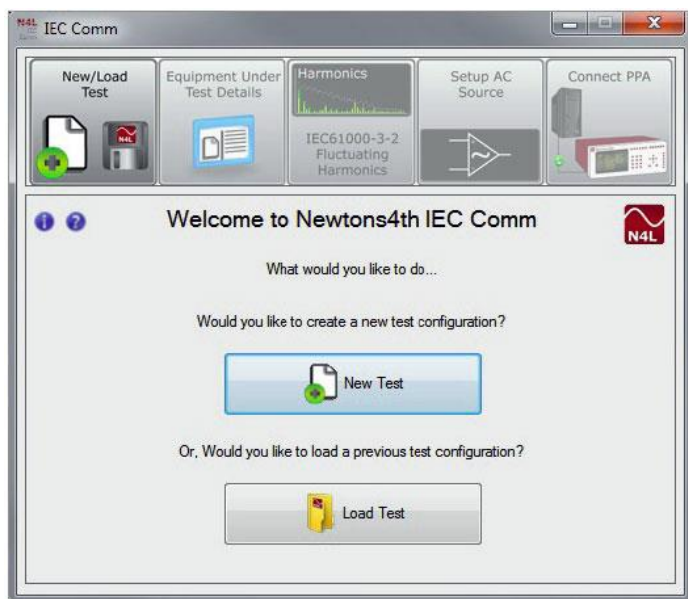 IEC Comm
New/Load
Test
Equipment Under
Test Details
Harmonics
IEC61000-3-2
Fluctuating
Harmonics
Setup AC
Source
Connect PPA
Welcome to Newtons4th IEC Comm
N4L
What would you like to do...
Would you like to create a new test configuration?
New Test
Or, Would you like to load a previous test configuration?
Load Test